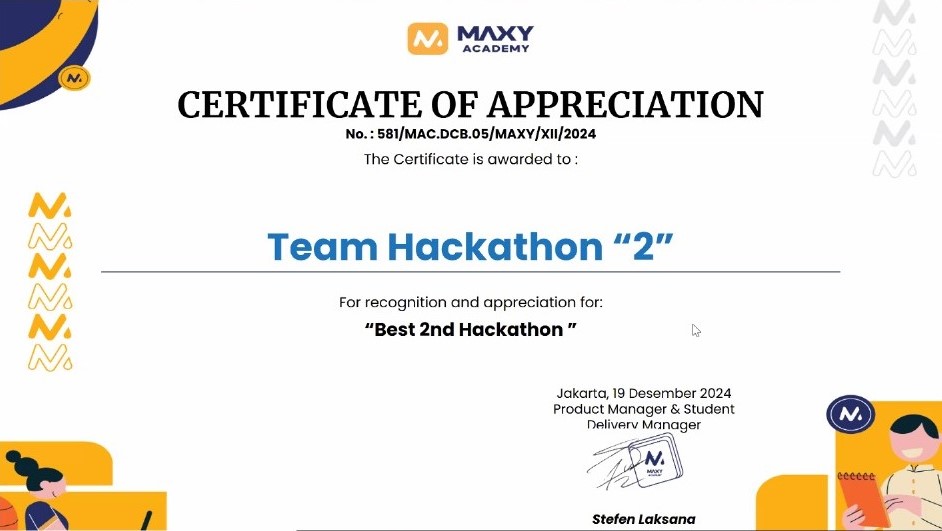 MAXY
ACADEMY
CERTIFICATE OF APPRECIATION
No. : 581/MAC.DCB.05/MAXY/XII/2024
The Certificate is awarded to :
Team Hackathon “2”
For recognition and appreciation for:
“Best 2nd Hackathon ”
Jakarta, 19 Desember 2024
Product Manager & Student
Delivery Manager
MAXY
ACADEMY
Stefen Laksana